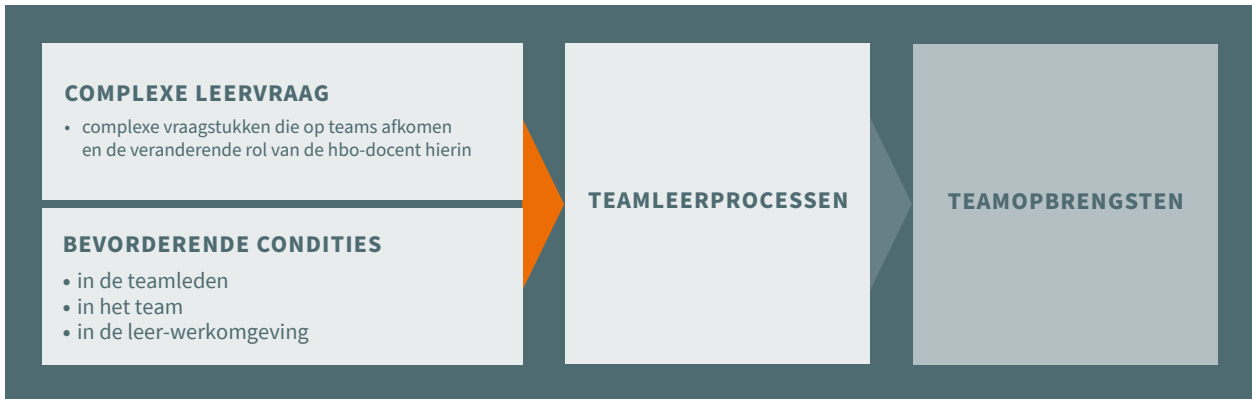 COMPLEXE LEERVRAAG
• complexe vraagstukken die op teams afkomen
en de veranderende rol van de hbo-docent hierin
BEVORDERENDE CONDITIES
• in de teamleden
• in het team
• in de leer-werkomgeving
TEAMLEERPROCESSEN
TEAMOPBRENGSTEN